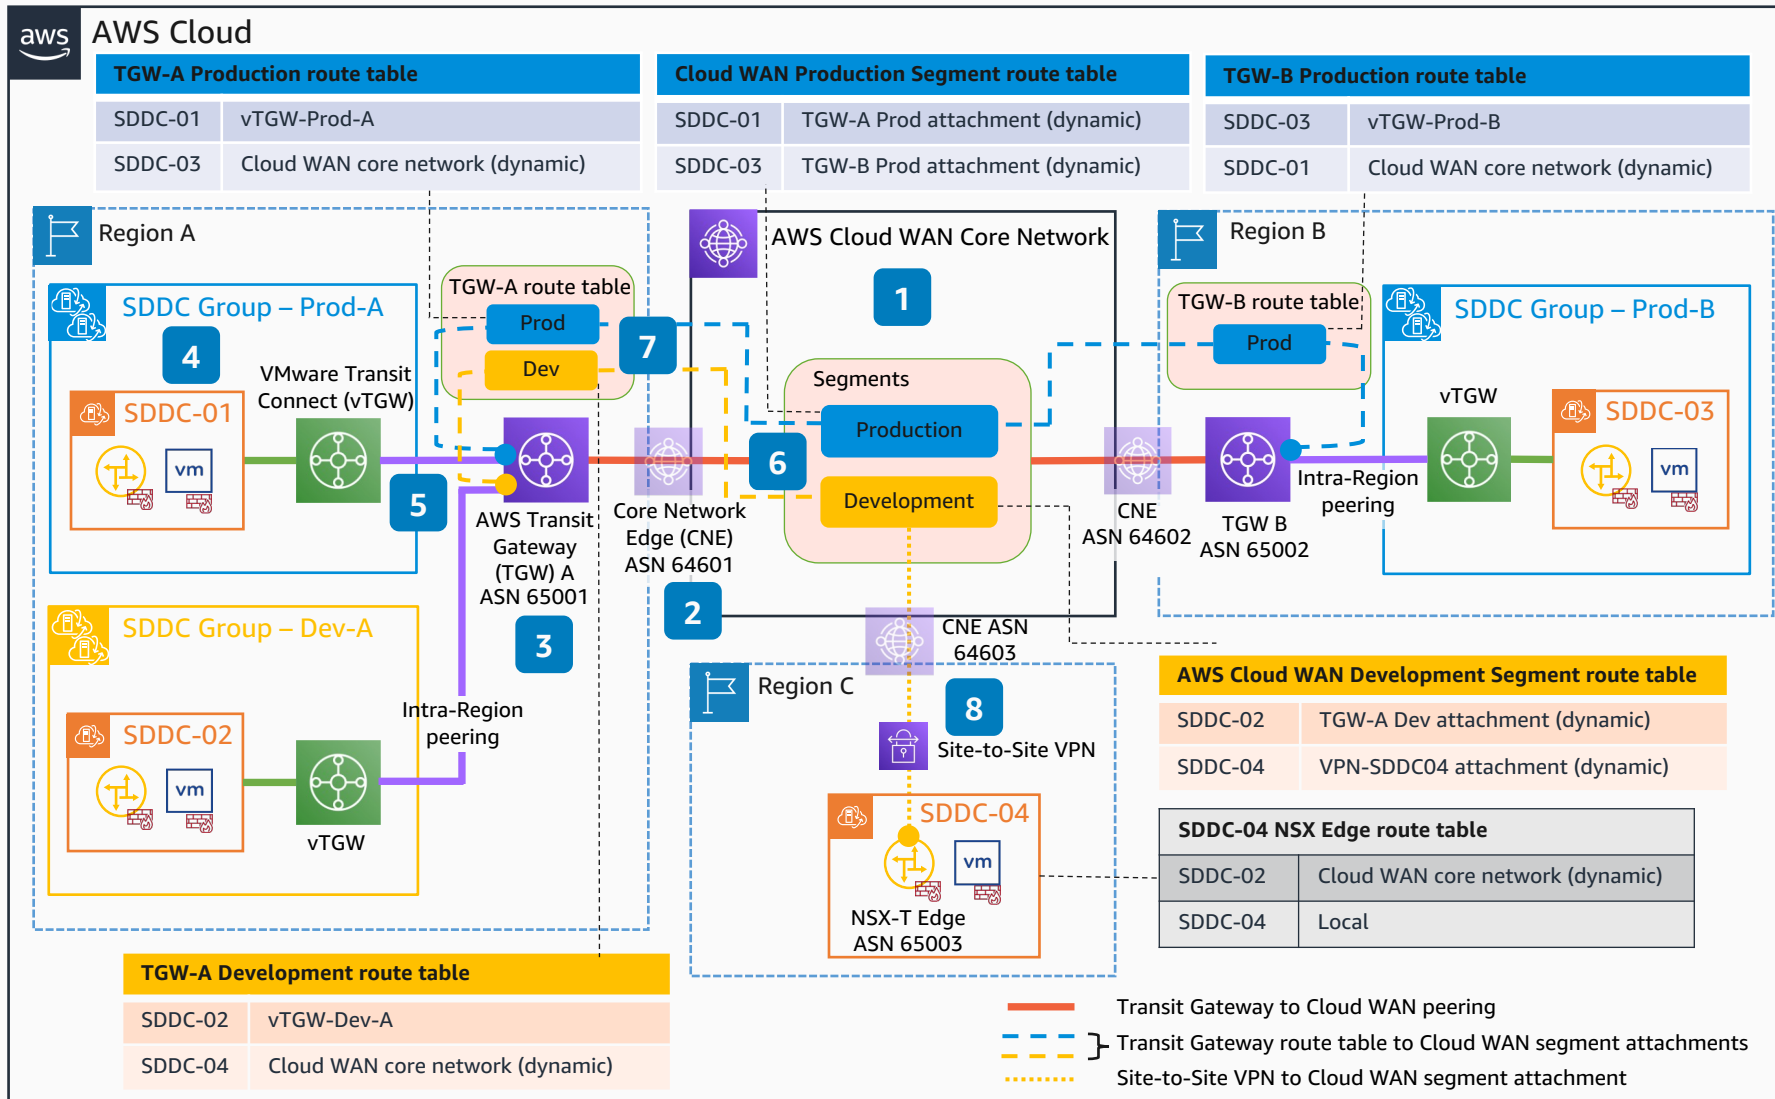 aws
AWS Cloud
TGW-A Production route table
SDDC-01 vTGW-Prod-A
SDDC-03 Cloud WAN core network (dynamic)
Cloud WAN Production Segment route table
SDDC-01 TGW-A Prod attachment (dynamic)
SDDC-03 TGW-B Prod attachment (dynamic)
TGW-B Production route table
SDDC-03 vTGW-Prod-B
SDDC-01 Cloud WAN core network (dynamic)
Region A
TGW-A route table
Prod
Dev
7
SDDC Group – Prod-A
4
VMware Transit
Connect (vTGW)
SDDC-01
vm
5
AWS Transit
Gateway
(TGW) A
ASN 65001
3
SDDC Group – Dev-A
SDDC-02
vm
vTGW
Intra-Region
peering
AWS Cloud WAN Core Network
1
Segments
Production
Development
6
Core Network
Edge (CNE)
ASN 64601
2
CNE
ASN 64602
CNE ASN
64603
Region B
TGW-B route table
Prod
SDDC Group – Prod-B
vTGW
SDDC-03
vm
TGW B
ASN 65002
Intra-Region
peering
Region C
8
Site-to-Site VPN
SDDC-04
vm
NSX-T Edge
ASN 65003
AWS Cloud WAN Development Segment route table
SDDC-02 TGW-A Dev attachment (dynamic)
SDDC-04 VPN-SDDC04 attachment (dynamic)
SDDC-04 NSX Edge route table
SDDC-02 Cloud WAN core network (dynamic)
SDDC-04 Local
TGW-A Development route table
SDDC-02 vTGW-Dev-A
SDDC-04 Cloud WAN core network (dynamic)
Transit Gateway to Cloud WAN peering
Transit Gateway route table to Cloud WAN segment attachments
Site-to-Site VPN to Cloud WAN segment attachment